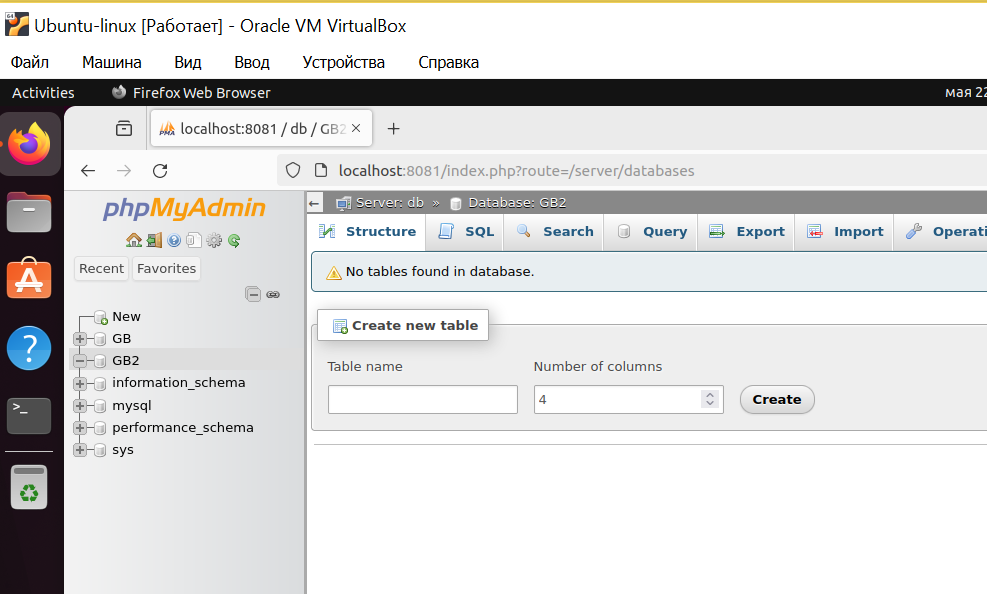 64
Ubuntu-linux [Работает] - Oracle VM VirtualBox
Файл Машина Вид Ввод Устройства Справка
Activities Firefox Web Browser мая 22
PMA localhost:8081 / db / GB2
localhost:8081/index.php?route=/server/databases
phpMyAdmin
Recent Favorites
New
GB
GB2
information_schema
mysql
performance_schema
sys
Server: db » Database: GB2
Structure SQL Search Query Export Import Operati
No tables found in database.
Create new table
Table name Number of columns
4 Create